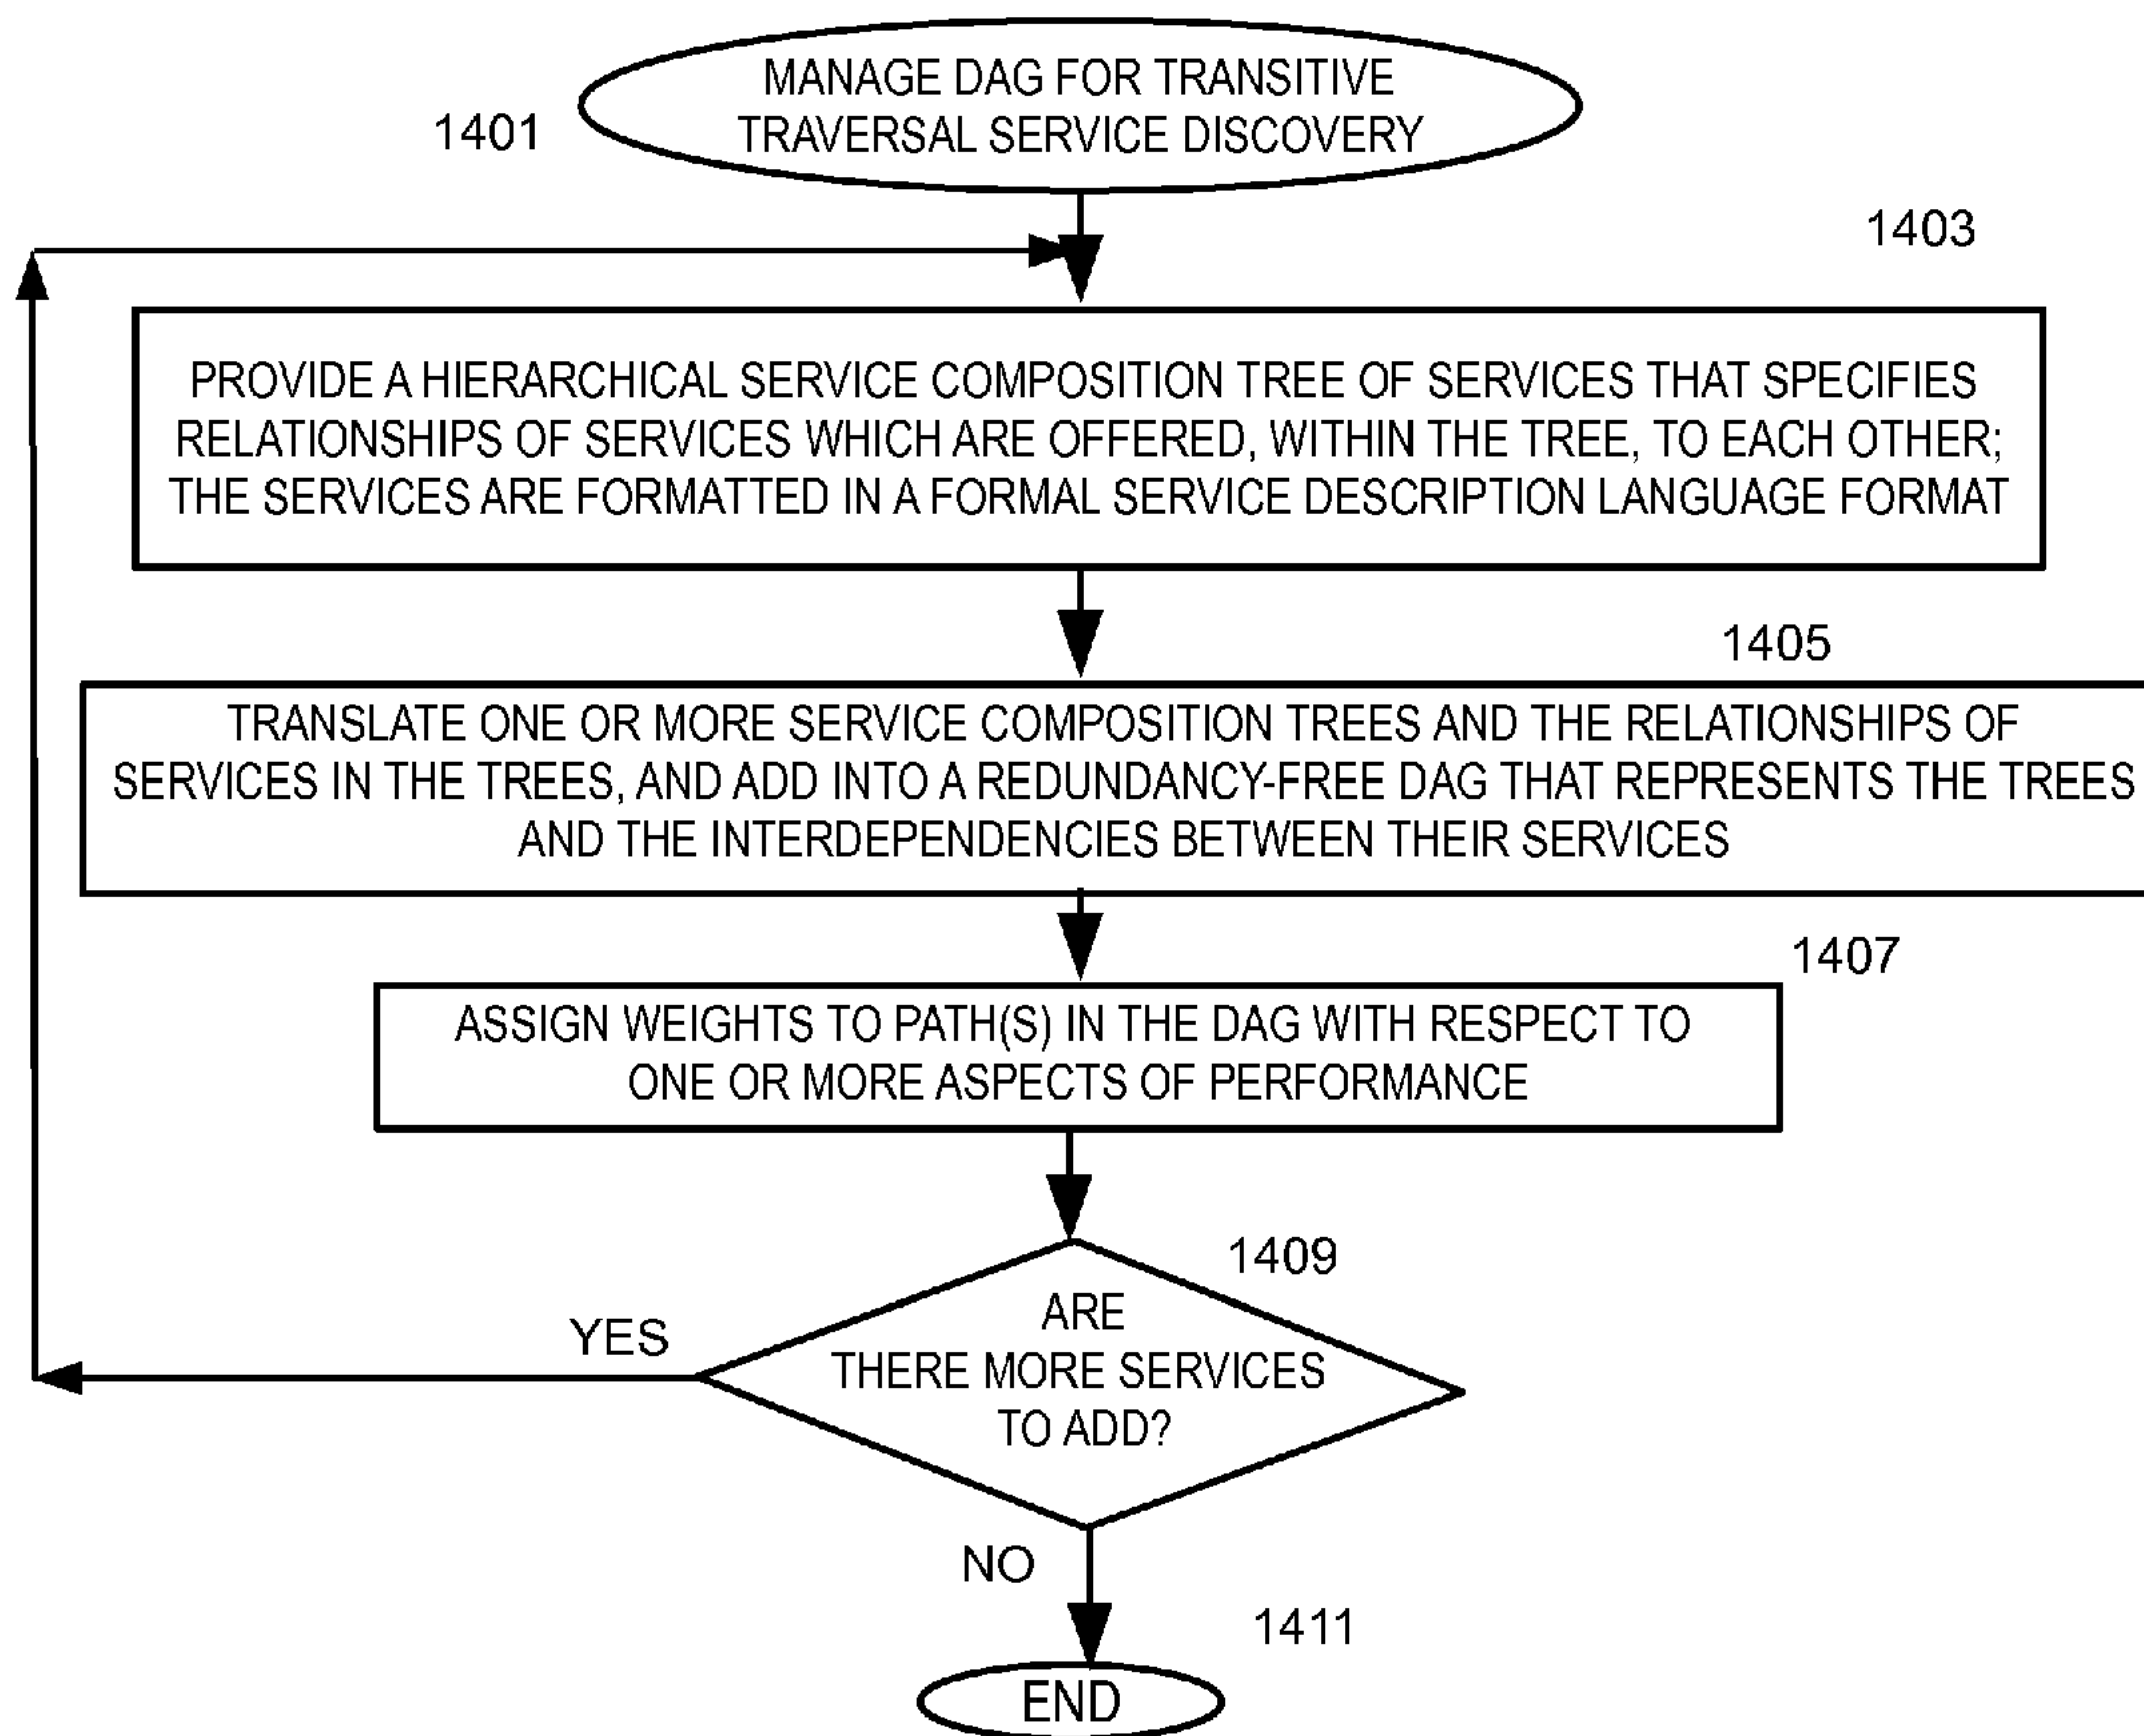 MANAGE DAG FOR TRANSITIVE
TRAVERSAL SERVICE DISCOVERY
1401
1403
PROVIDE A HIERARCHICAL SERVICE COMPOSITION TREE OF SERVICES THAT SPECIFIES
RELATIONSHIPS OF SERVICES WHICH ARE OFFERED, WITHIN THE TREE, TO EACH OTHER;
THE SERVICES ARE FORMATTED IN A FORMAL SERVICE DESCRIPTION LANGUAGE FORMAT
1405
TRANSLATE ONE OR MORE SERVICE COMPOSITION TREES AND THE RELATIONSHIPS OF
SERVICES IN THE TREES, AND ADD INTO A REDUNDANCY-FREE DAG THAT REPRESENTS THE TREES
AND THE INTERDEPENDENCIES BETWEEN THEIR SERVICES
1407
ASSIGN WEIGHTS TO PATH(S) IN THE DAG WITH RESPECT TO
ONE OR MORE ASPECTS OF PERFORMANCE
1409
ARE
THERE MORE SERVICES
TO ADD?
YES
NO
1411
END